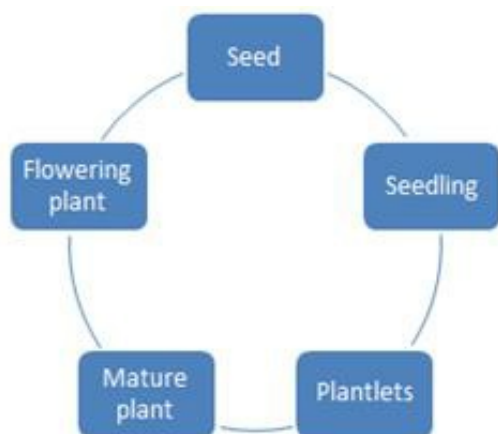 Seed
Seedling
Plantlets
Mature
plant
Flowering
plant